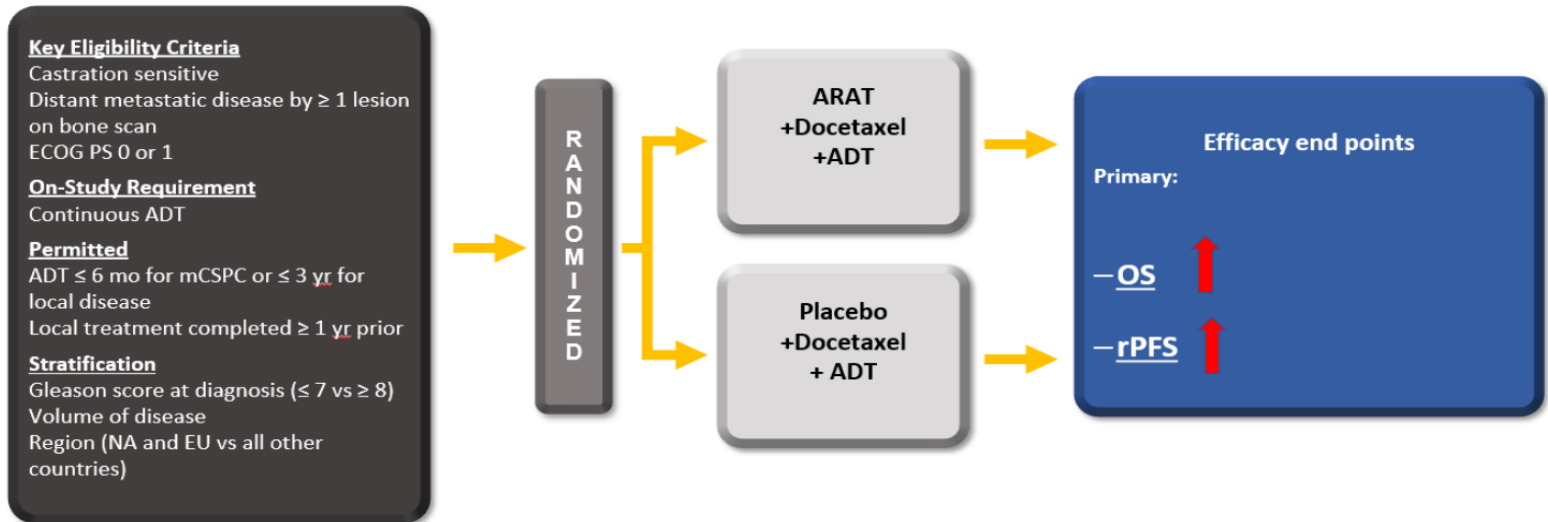 Key Eligibility Criteria
Castration sensitive
Distant metastatic disease by ≥ 1 lesion
on bone scan
ECOG PS 0 or 1
On-Study Requirement
Continuous ADT
Permitted
ADT ≤ 6 mo for mCSPC or ≤ 3 yr for
local disease
Local treatment completed ≥ 1 yr prior
Stratification
Gleason score at diagnosis (≤ 7 vs ≥ 8)
Volume of disease
Region (NA and EU vs all other
countries)
RANDOMIZED
ARAT
+Docetaxel
+ADT
Placebo
+Docetaxel
+ ADT
Efficacy end points
Primary:
–OS
–rPFS